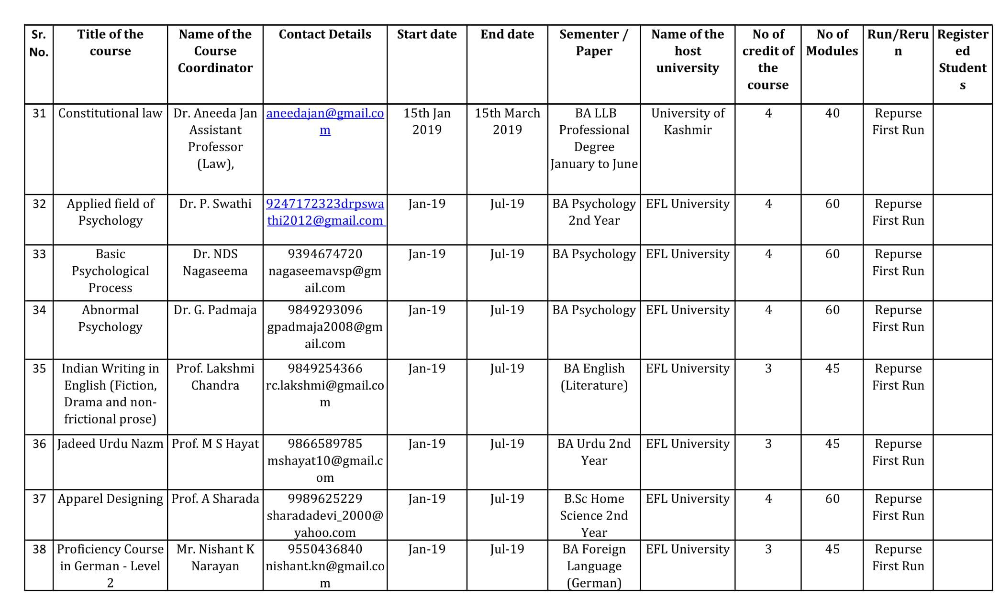 Sr. No. | Title of the course | Name of the Course Coordinator | Contact Details | Start date | End date | Sementer / Paper | Name of the host university | No of credit of the course | No of Modules | Run/Rerun | Registered Students
31 | Constitutional law | Dr. Aneeda Jan Assistant Professor (Law), | aneedajan@gmail.com | 15th Jan 2019 | 15th March 2019 | BA LLB Professional Degree January to June | University of Kashmir | 4 | 40 | Repurse First Run |
32 | Applied field of Psychology | Dr. P. Swathi | 9247172323drpswathi2012@gmail.com | Jan-19 | Jul-19 | BA Psychology 2nd Year | EFL University | 4 | 60 | Repurse First Run |
33 | Basic Psychological Process | Dr. NDS Nagaseema | 9394674720 nagaseemavsp@gmail.com | Jan-19 | Jul-19 | BA Psychology | EFL University | 4 | 60 | Repurse First Run |
34 | Abnormal Psychology | Dr. G. Padmaja | 9849293096 gpadmaja2008@gmail.com | Jan-19 | Jul-19 | BA Psychology | EFL University | 4 | 60 | Repurse First Run |
35 | Indian Writing in English (Fiction, Drama and non-frictional prose) | Prof. Lakshmi Chandra | 9849254366 rc.lakshmi@gmail.com | Jan-19 | Jul-19 | BA English (Literature) | EFL University | 3 | 45 | Repurse First Run |
36 | Jadeed Urdu Nazm | Prof. M S Hayat | 9866589785 mshayat10@gmail.com | Jan-19 | Jul-19 | BA Urdu 2nd Year | EFL University | 3 | 45 | Repurse First Run |
37 | Apparel Designing | Prof. A Sharada | 9989625229 sharadadevi_2000@yahoo.com | Jan-19 | Jul-19 | B.Sc Home Science 2nd Year | EFL University | 4 | 60 | Repurse First Run |
38 | Proficiency Course in German - Level 2 | Mr. Nishant K Narayan | 9550436840 nishant.kn@gmail.com | Jan-19 | Jul-19 | BA Foreign Language (German) | EFL University | 3 | 45 | Repurse First Run |